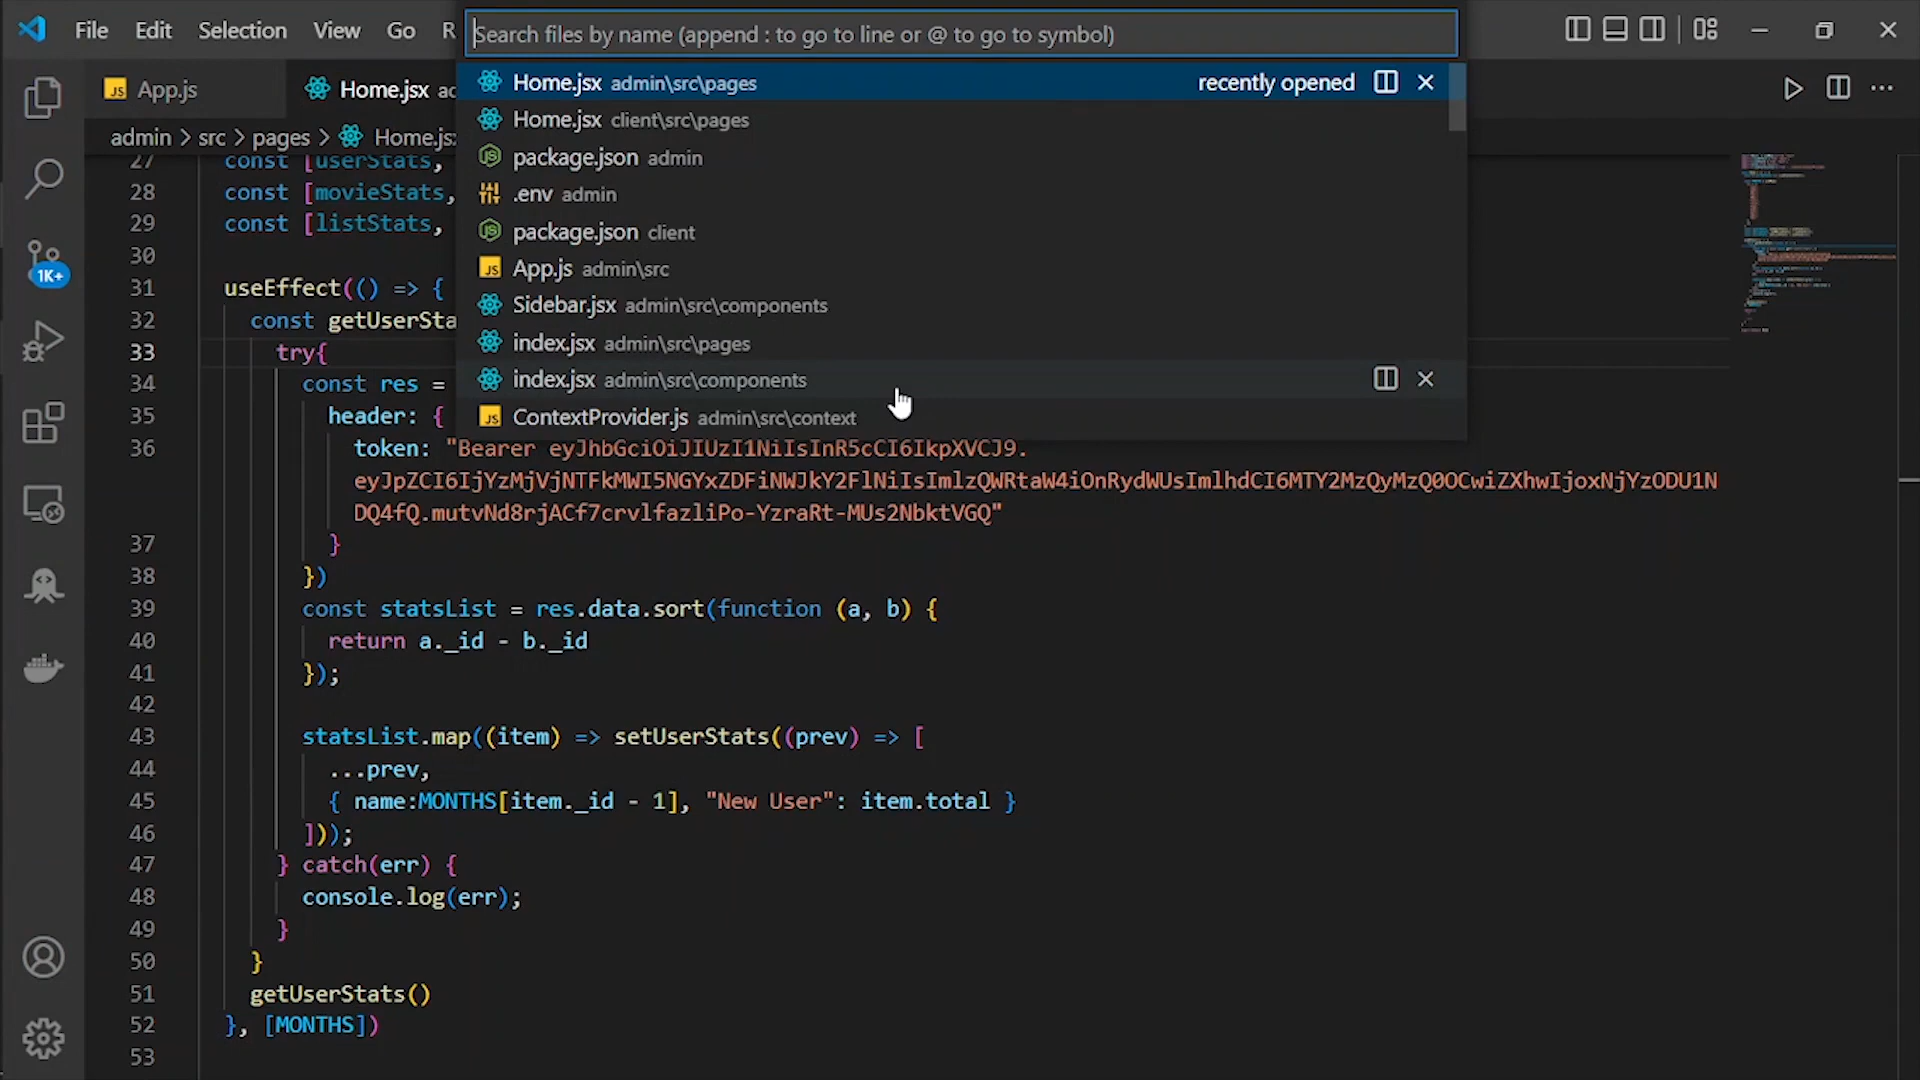 File Edit Selection View Go R
Search files by name (append : to go to line or @ to go to symbol)
Home.jsx admin\src\pages recently opened
Home.jsx client\src\pages
package.json admin
.env admin
package.json client
App.js admin\src
Sidebar.jsx admin\src\components
index.jsx admin\src\pages
index.jsx admin\src\components
JS ContextProvider.js admin\src\context
JS App.js
Home.jsx ad
admin > src > pages > Home.jsx
1K+
27 const [userStats,
28 const [movieStats,
29 const [listStats,
30
31 useEffect(() => {
32 const getUserSta
33 try{
34 const res =
35 header: {
36 token: "Bearer eyJhbGciOiJIUzI1NiIsInR5cCI6IkpXVCJ9.
eyJpZCI6IjYzMjVjNTFkMWI5NGYxZDFiNWJkY2FlNiIsImlzQWRtaW4iOnRydWUsImlhdCI6MTY2MzQyMzQ0OCwiZXhwIjoxNjYzODU1N
DQ4fQ.mutvNd8rjACf7crvlfazliPo-YzraRt-MUs2NbktVGQ"
37 }
38 })
39 const statsList = res.data.sort(function (a, b) {
40 return a._id - b._id
41 });
42
43 statsList.map((item) => setUserStats((prev) => [
44 ...prev,
45 { name:MONTHS[item._id - 1], "New User": item.total }
46 ]));
47 } catch(err) {
48 console.log(err);
49 }
50 }
51 getUserStats()
52 }, [MONTHS])
53